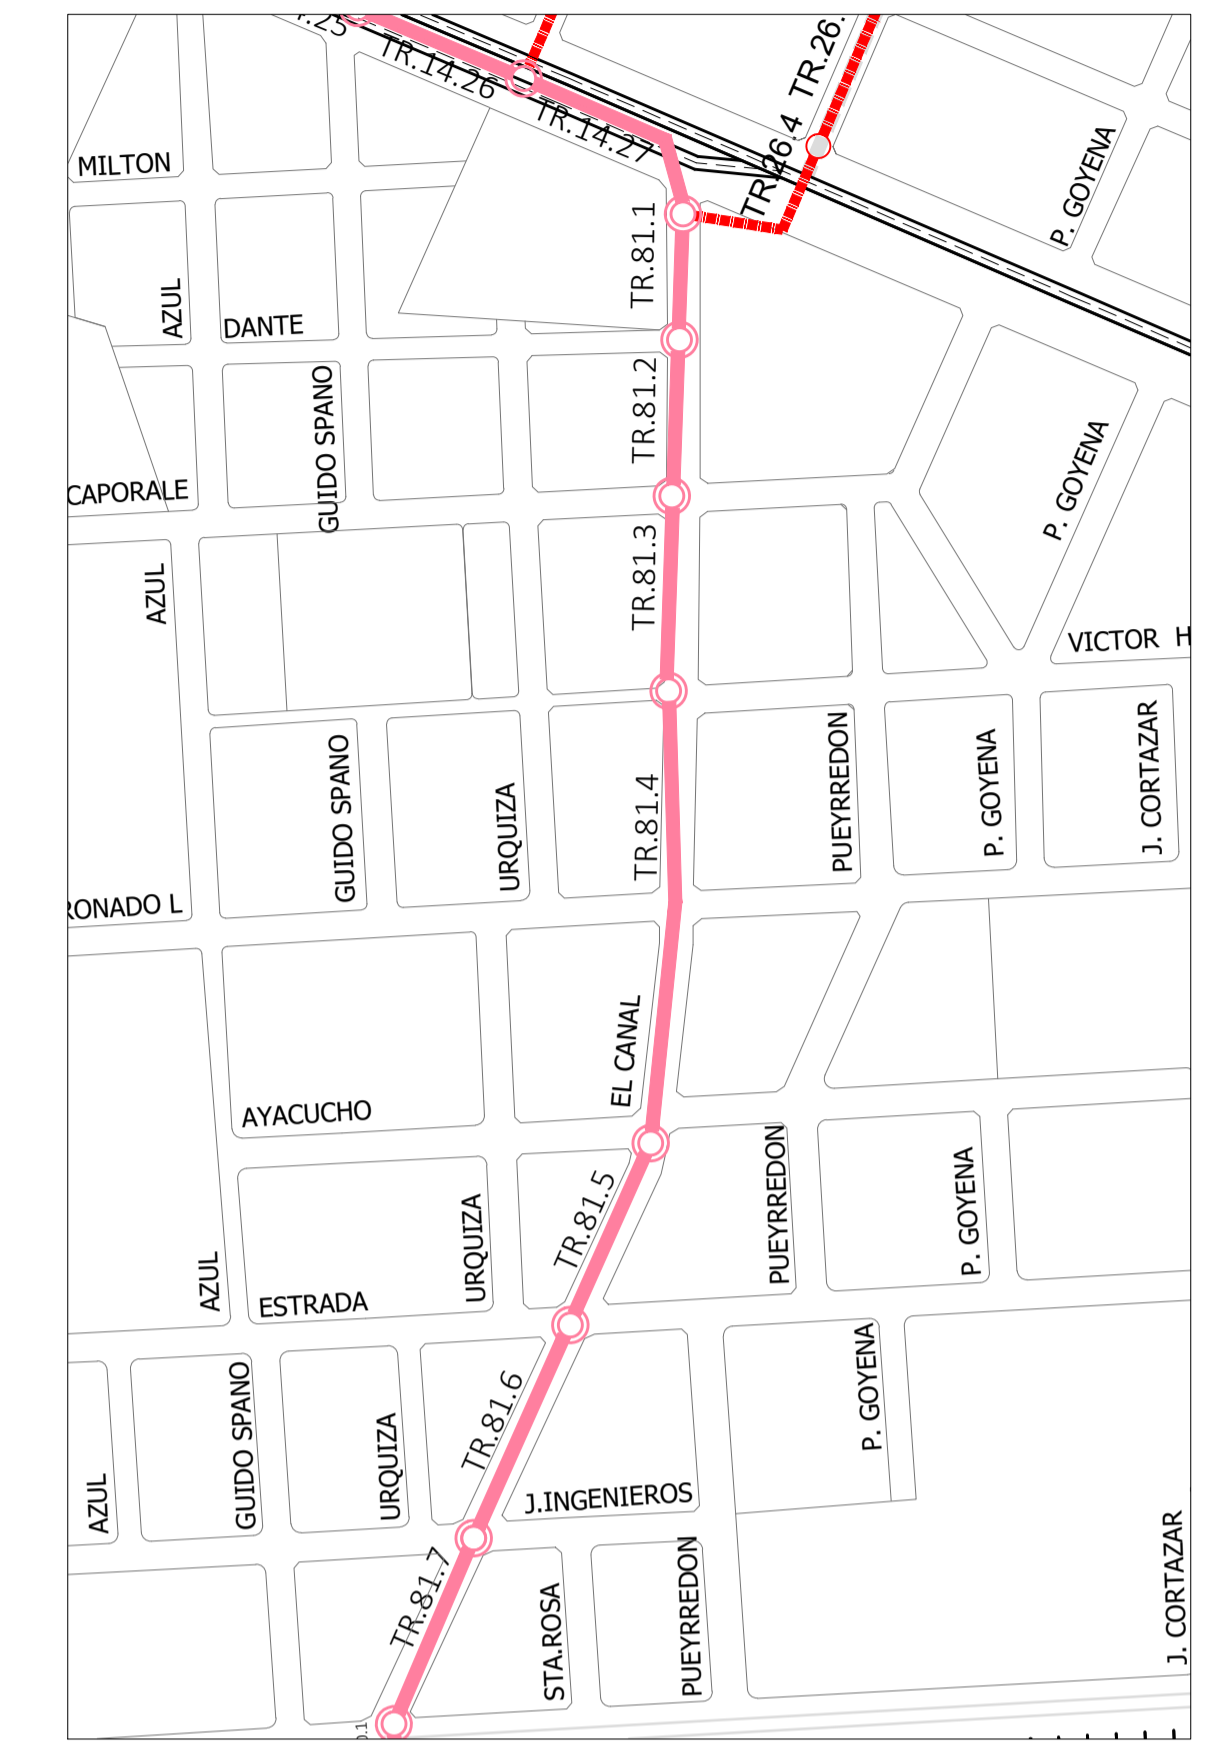 TR.14.26
TR.14.27
TR.26.4
TR.26.
P. GOYENA
MILTON
TR.81.1
AZUL
DANTE
GUIDO SPANO
TR.81.2
P. GOYENA
CAPORALE
AZUL
TR.81.3
VICTOR H
GUIDO SPANO
URQUIZA
TR.81.4
PUEYRREDON
P. GOYENA
J. CORTAZAR
RONADO L
EL CANAL
AYACUCHO
TR.81.5
PUEYRREDON
P. GOYENA
URQUIZA
AZUL
ESTRADA
TR.81.6
P. GOYENA
GUIDO SPANO
URQUIZA
AZUL
J.INGENIEROS
TR.81.7
STA.ROSA
PUEYRREDON
J. CORTAZAR